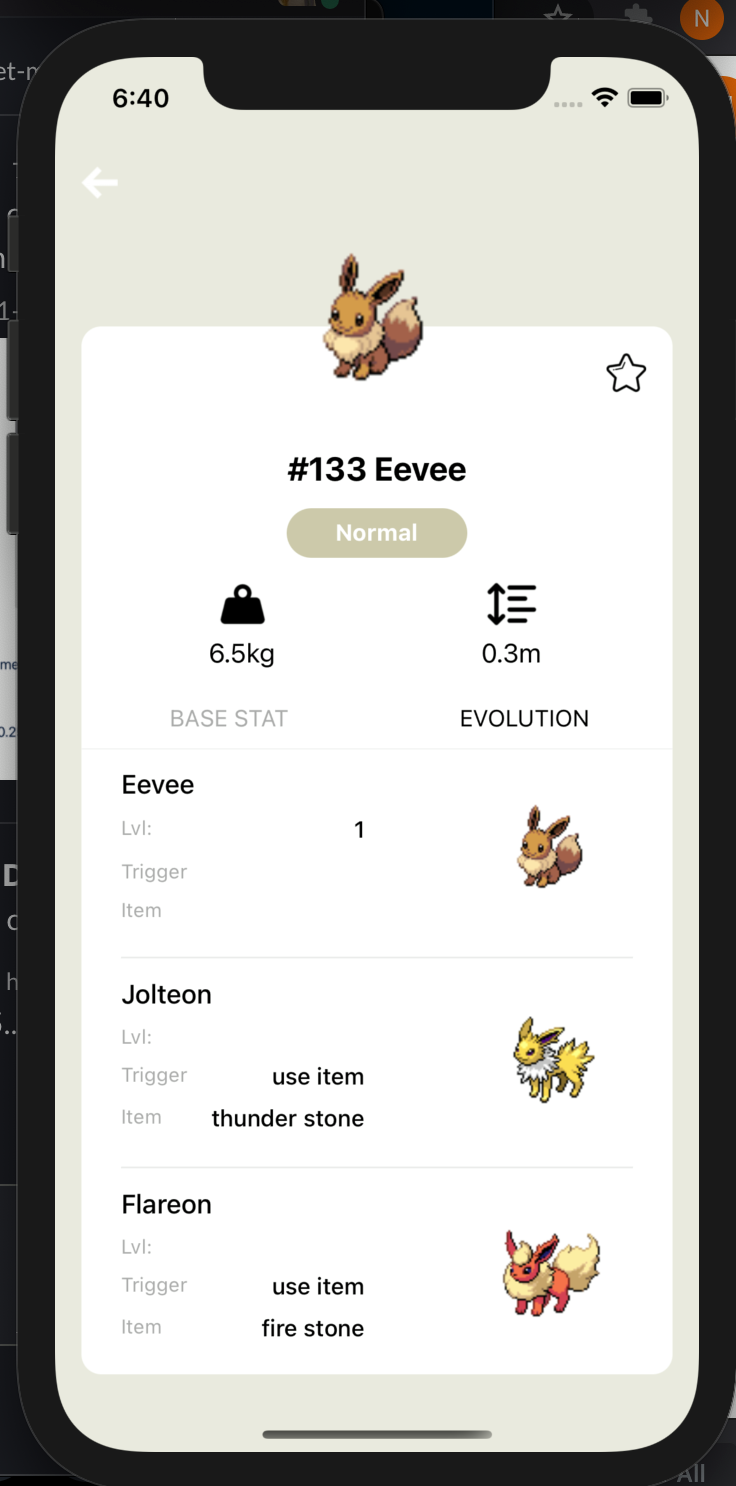 N
6:40
#133 Eevee
Normal
6.5kg 0.3m
BASE STAT EVOLUTION
Eevee
Lvl: 1
Trigger
Item
Jolteon
Lvl:
Trigger use item
Item thunder stone
Flareon
Lvl:
Trigger use item
Item fire stone
All